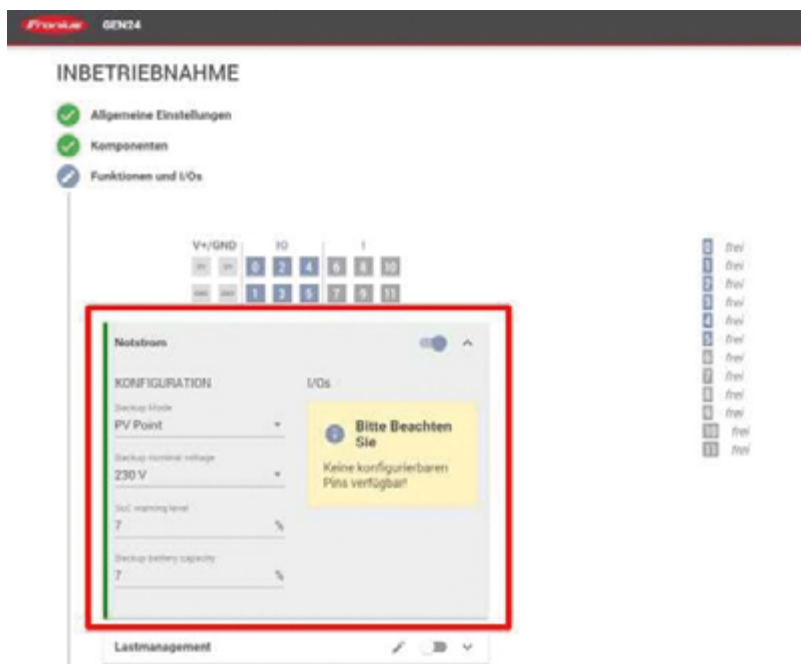 Fronius GEN24
INBETRIEBNAHME
Allgemeine Einstellungen
Komponenten
Funktionen und I/Os
V+/GND IO I
0 2 4 6 8 10
1 3 5 7 9 11
0 frei
1 frei
2 frei
3 frei
4 frei
5 frei
6 frei
7 frei
8 frei
9 frei
10 frei
11 frei
Notstrom
KONFIGURATION
Backup Mode
PV Point
Backup nominal voltage
230 V
SoC warning level
7 %
Backup battery capacity
7 %
I/Os
Bitte Beachten
Sie
Keine konfigurierbaren
Pins verfügbar!
Lastmanagement